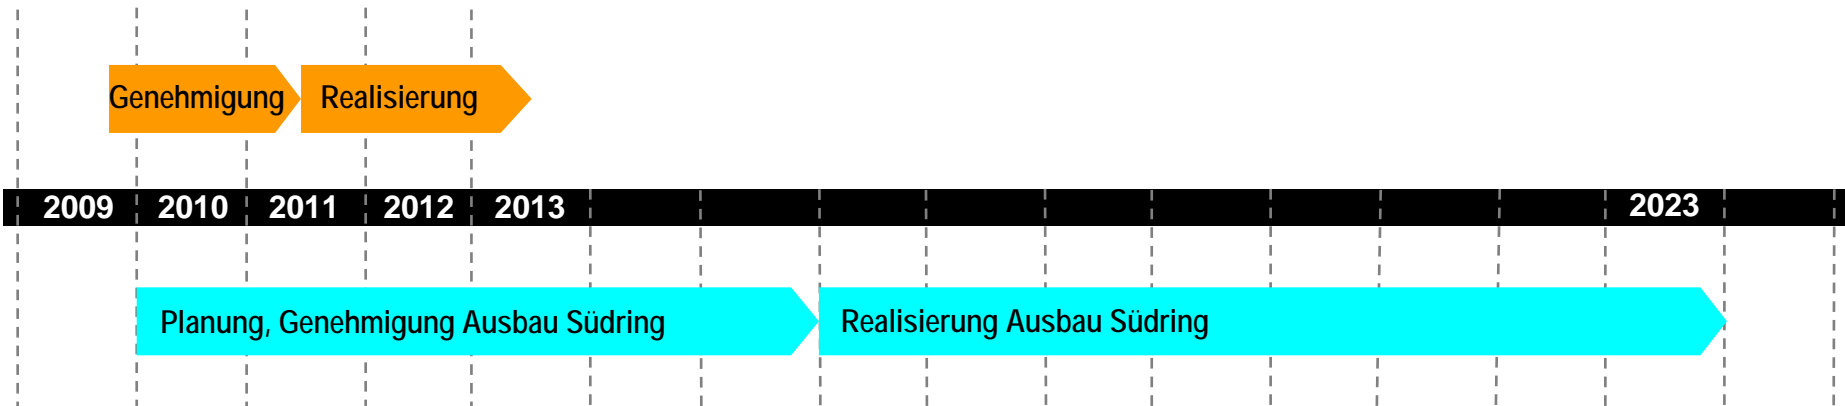 Genehmigung Realisierung
2009 2010 2011 2012 2013 2023
Planung, Genehmigung Ausbau Südring Realisierung Ausbau Südring